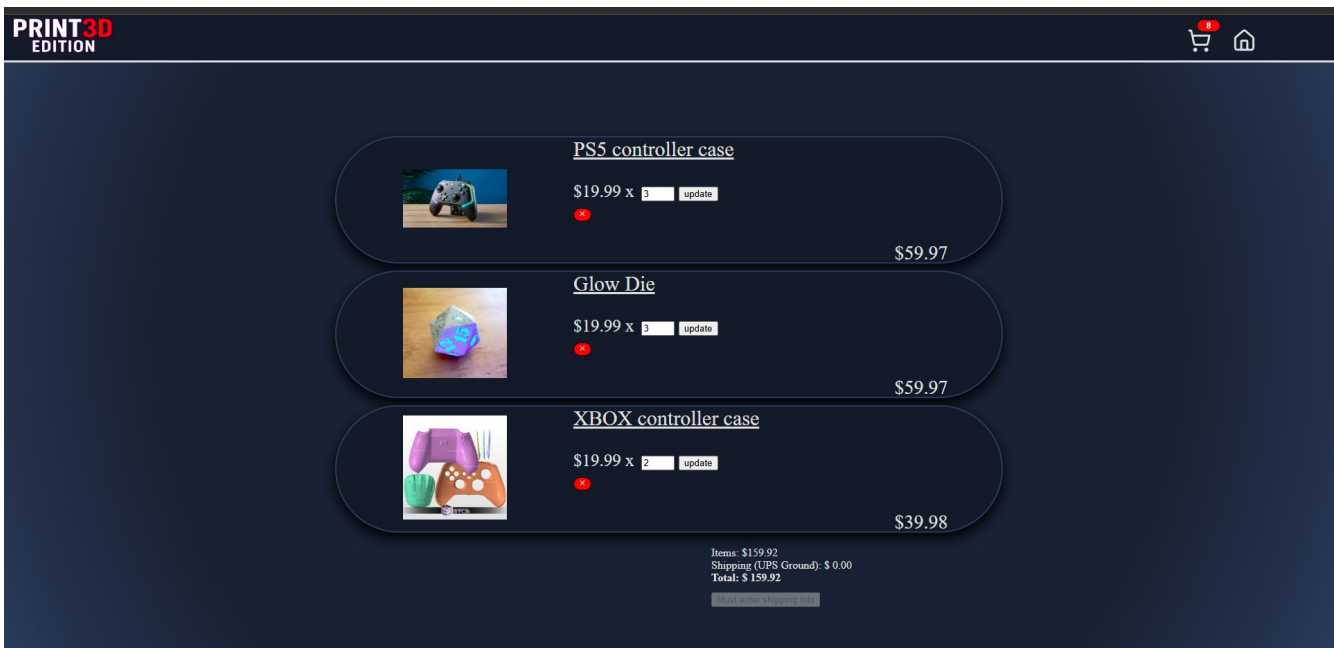 PRINT3D
EDITION
8
PS5 controller case
$19.99 x 3 update
×
$59.97
Glow Die
$19.99 x 3 update
×
$59.97
XBOX controller case
$19.99 x 2 update
×
$39.98
Items: $159.92
Shipping (UPS Ground): $ 0.00
Total: $ 159.92
Must enter shipping info